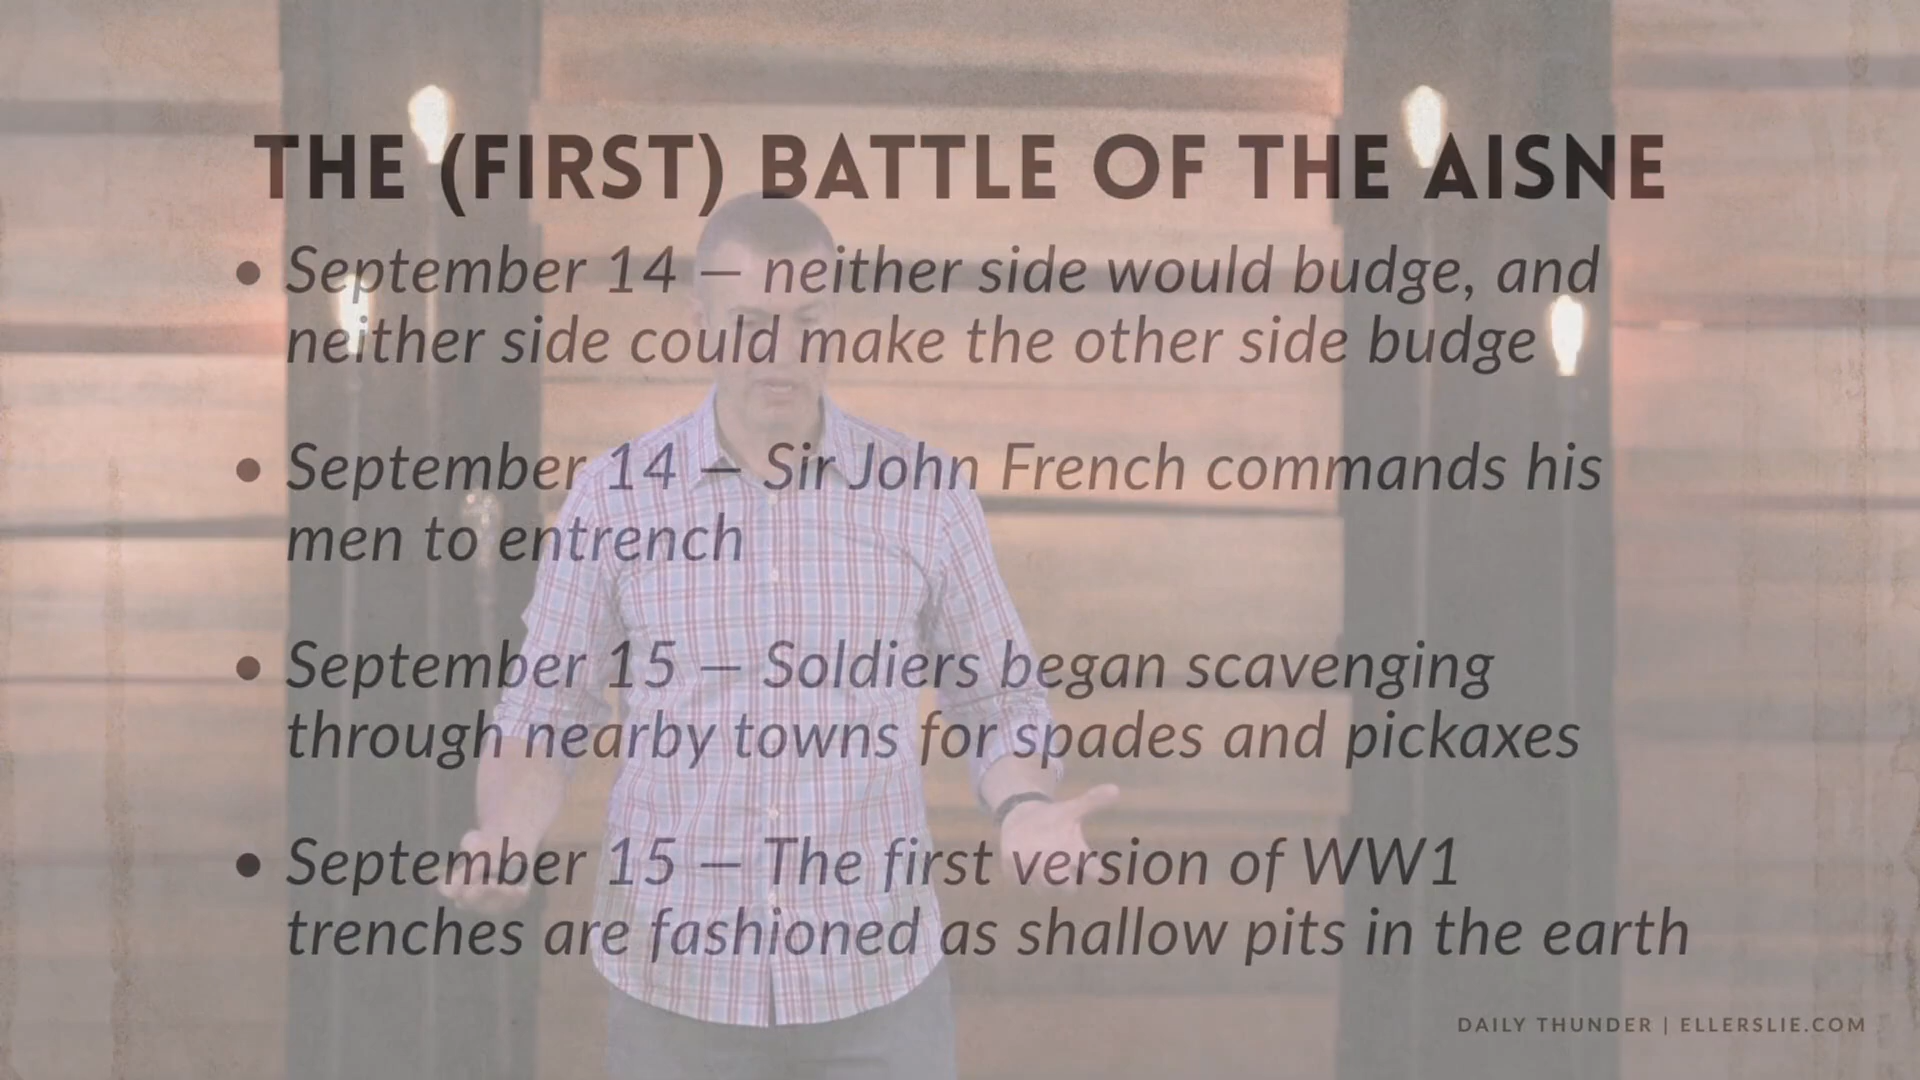 THE (FIRST) BATTLE OF THE AISNE
• September 14 – neither side would budge, and
neither side could make the other side budge
• September 14 – Sir John French commands his
men to entrench
• September 15 – Soldiers began scavenging
through nearby towns for spades and pickaxes
• September 15 – The first version of WW1
trenches are fashioned as shallow pits in the earth
DAILY THUNDER | ELLERSLIE.COM